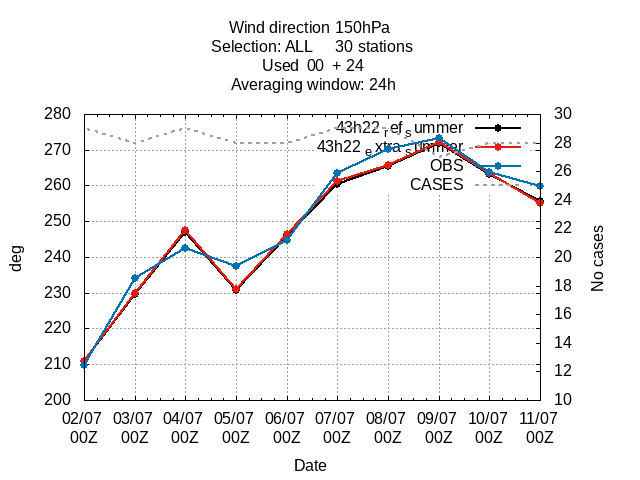 Wind direction 150hPa
Selection: ALL 30 stations
Used 00 + 24
Averaging window: 24h
280 30
43h22_ref_summer
270 28
43h22_extra_summer
OBS 26
260 CASES
24
250 22
240 20
230 18
220 16
14
210 12
200 10
deg
No cases
02/07 03/07 04/07 05/07 06/07 07/07 08/07 09/07 10/07 11/07
00Z 00Z 00Z 00Z 00Z 00Z 00Z 00Z 00Z 00Z
Date